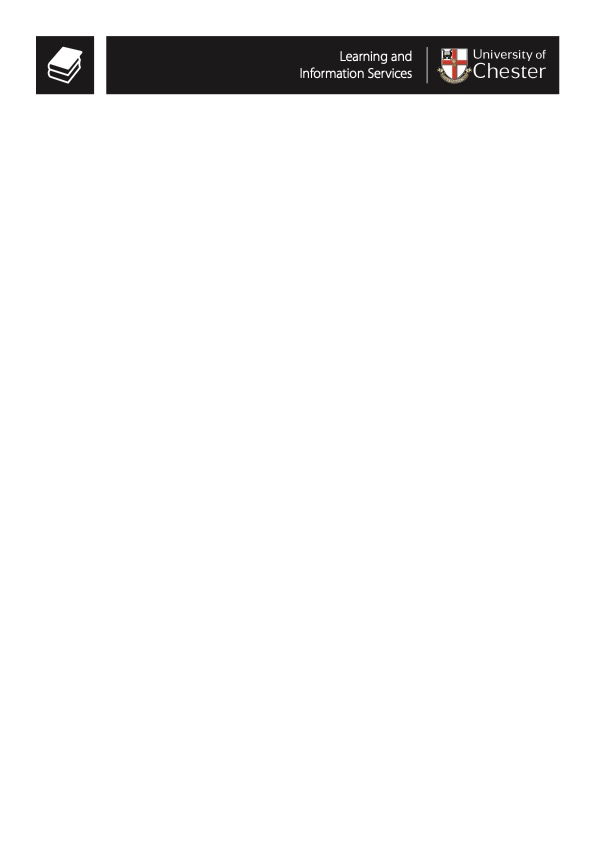 Learning and
Information Services
University of
Chester